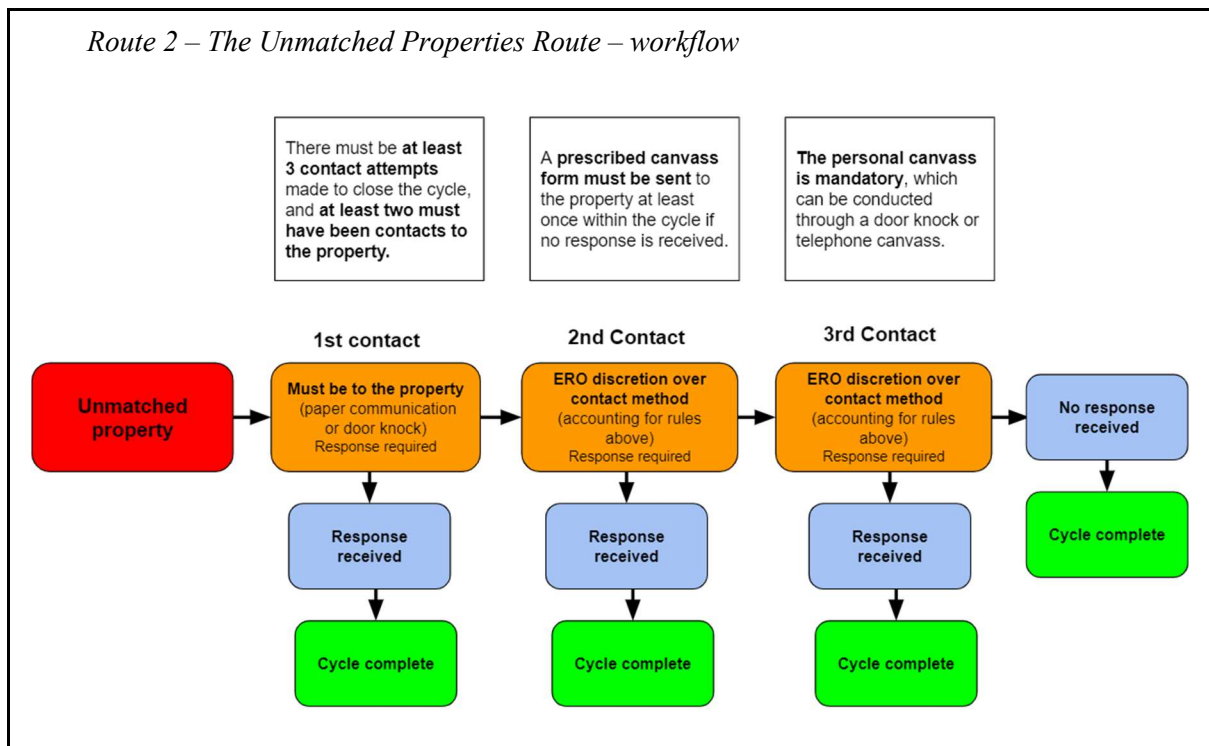 Route 2 – The Unmatched Properties Route – workflow
There must be at least
3 contact attempts
made to close the cycle,
and at least two must
have been contacts to
the property.
A prescribed canvass
form must be sent to
the property at least
once within the cycle if
no response is received.
The personal canvass
is mandatory, which
can be conducted
through a door knock or
telephone canvass.
1st contact
2nd Contact
3rd Contact
Unmatched
property
Must be to the property
(paper communication
or door knock)
Response required
ERO discretion over
contact method
(accounting for rules
above)
Response required
ERO discretion over
contact method
(accounting for rules
above)
Response required
No response
received
Response
received
Response
received
Response
received
Cycle complete
Cycle complete
Cycle complete
Cycle complete